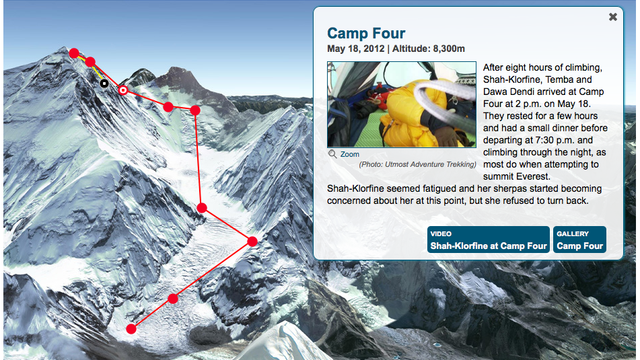 Camp Four
May 18, 2012 | Altitude: 8,300m
After eight hours of climbing,
Shah-Klorfine, Temba and
Dawa Dendi arrived at Camp
Four at 2 p.m. on May 18.
They rested for a few hours
and had a small dinner before
departing at 7:30 p.m. and
climbing through the night, as
most do when attempting to
summit Everest.
Zoom
(Photo: Utmost Adventure Trekking)
Shah-Klorfine seemed fatigued and her sherpas started becoming
concerned about her at this point, but she refused to turn back.
VIDEO
Shah-Klorfine at Camp Four
GALLERY
Camp Four